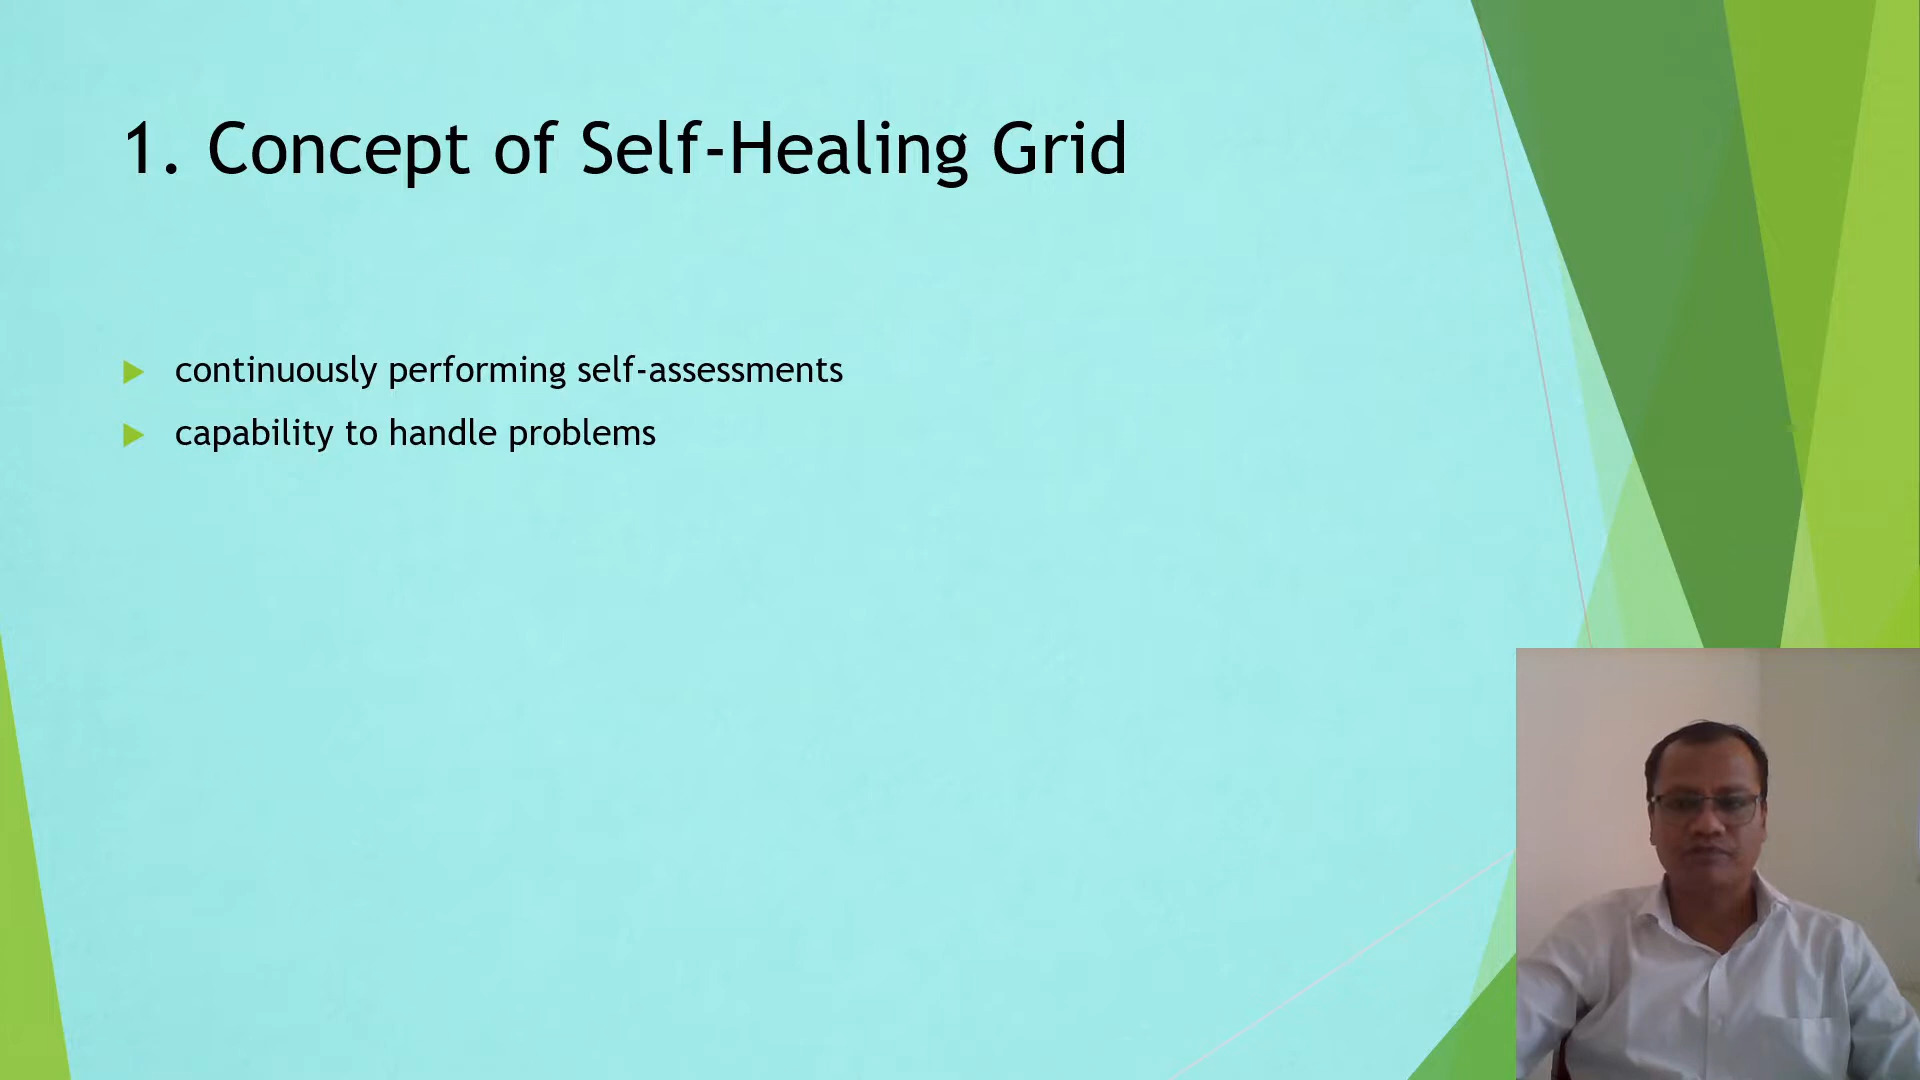 1. Concept of Self-Healing Grid
continuously performing self-assessments
capability to handle problems